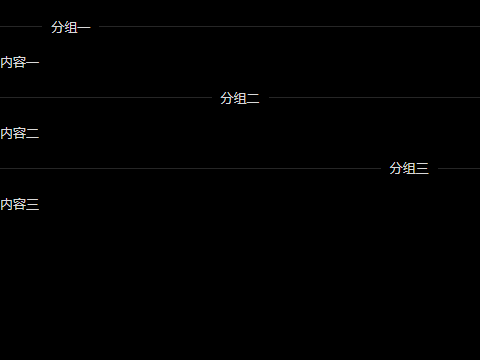 分组一
内容一
分组二
内容二
分组三
内容三